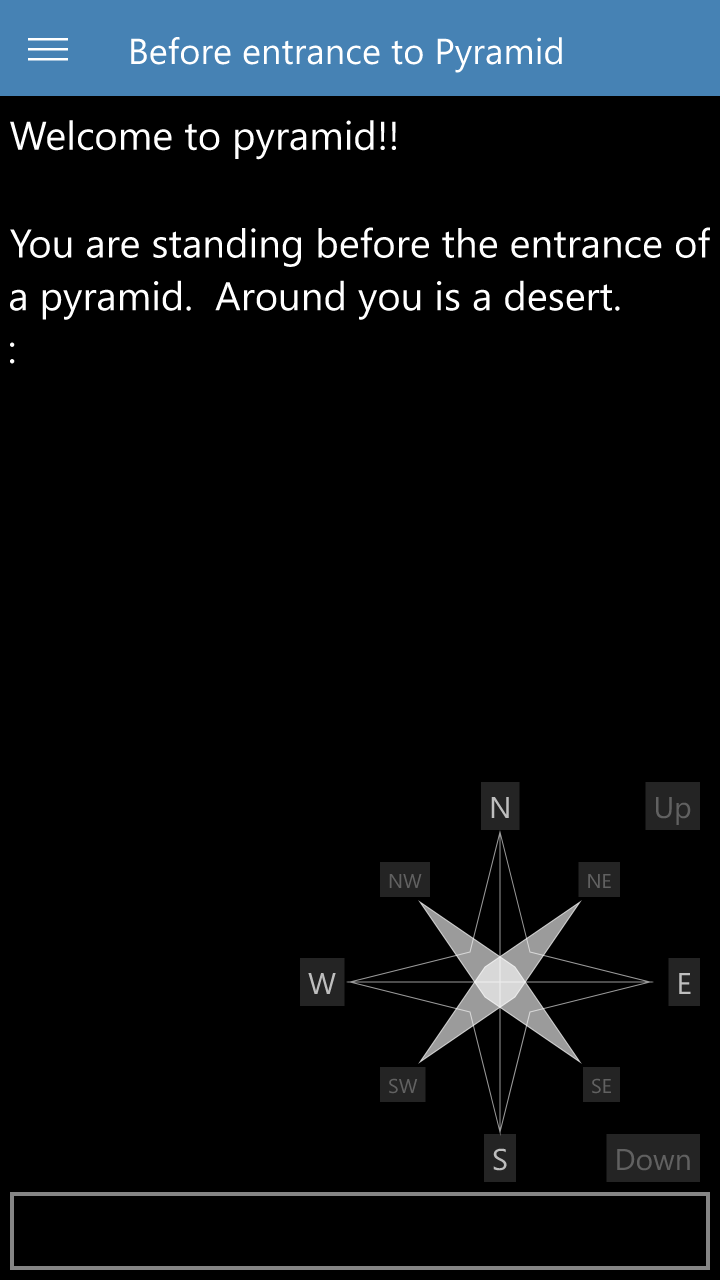 Before entrance to Pyramid
Welcome to pyramid!!
You are standing before the entrance of
a pyramid.  Around you is a desert.
:
N
Up
NW
NE
W
E
SW
SE
S
Down